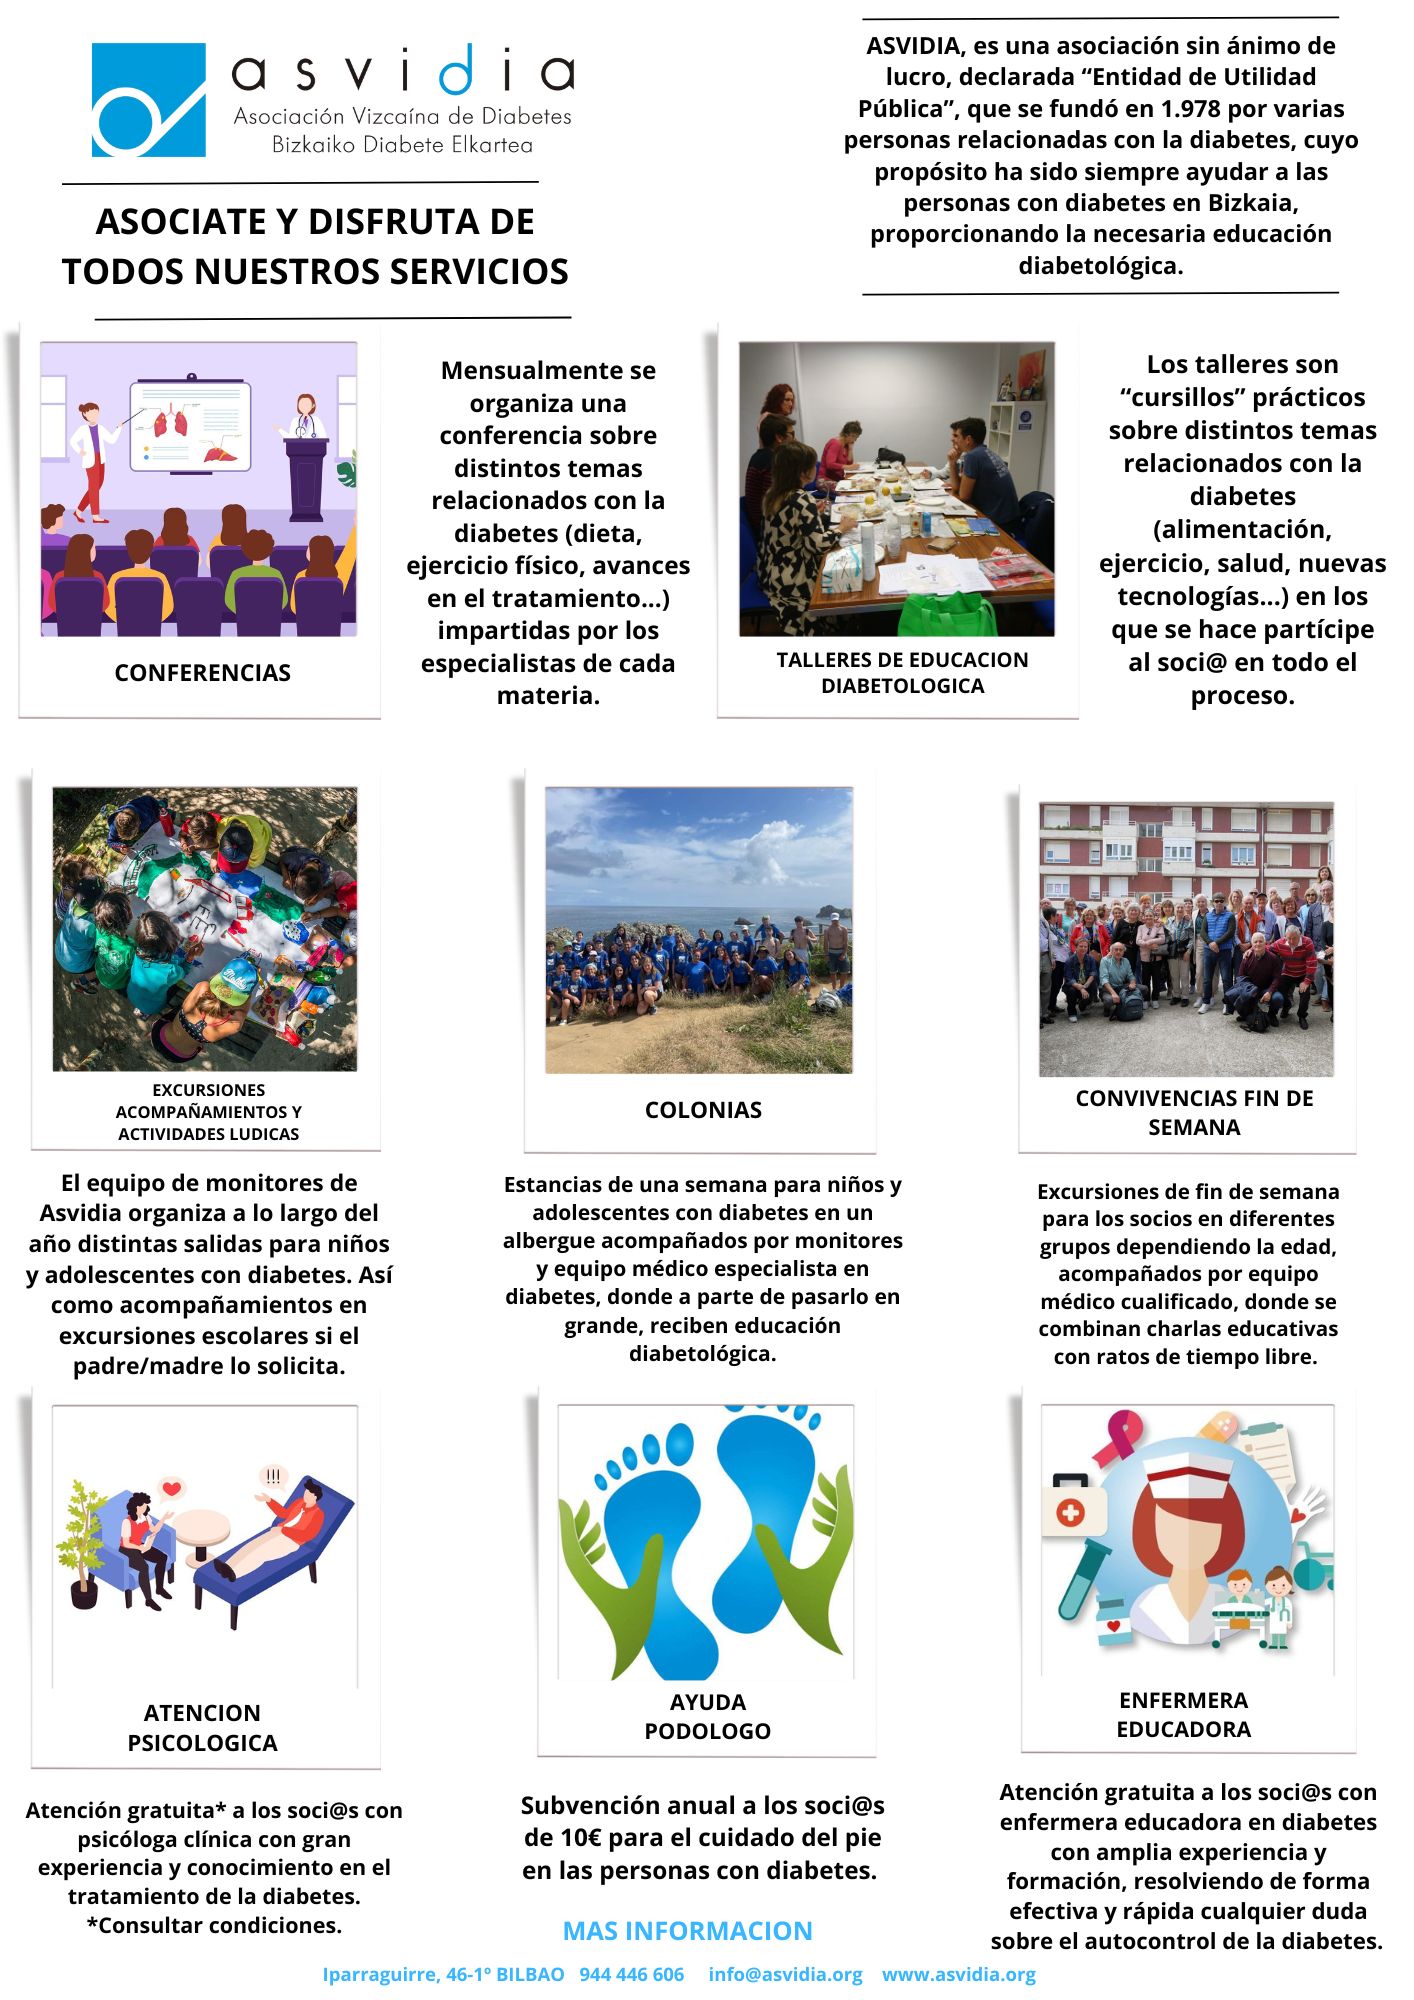 asvidia
Asociación Vizcaína de Diabetes
Bizkaiko Diabete Elkartea
ASOCIATE Y DISFRUTA DE
TODOS NUESTROS SERVICIOS
ASVIDIA, es una asociación sin ánimo de
lucro, declarada “Entidad de Utilidad
Pública”, que se fundó en 1.978 por varias
personas relacionadas con la diabetes, cuyo
propósito ha sido siempre ayudar a las
personas con diabetes en Bizkaia,
proporcionando la necesaria educación
diabetológica.
CONFERENCIAS
Mensualmente se
organiza una
conferencia sobre
distintos temas
relacionados con la
diabetes (dieta,
ejercicio físico, avances
en el tratamiento...)
impartidas por los
especialistas de cada
materia.
TALLERES DE EDUCACION
DIABETOLOGICA
Los talleres son
“cursillos” prácticos
sobre distintos temas
relacionados con la
diabetes
(alimentación,
ejercicio, salud, nuevas
tecnologías...) en los
que se hace partícipe
al soci@ en todo el
proceso.
EXCURSIONES
ACOMPAÑAMIENTOS Y
ACTIVIDADES LUDICAS
El equipo de monitores de
Asvidia organiza a lo largo del
año distintas salidas para niños
y adolescentes con diabetes. Así
como acompañamientos en
excursiones escolares si el
padre/madre lo solicita.
COLONIAS
Estancias de una semana para niños y
adolescentes con diabetes en un
albergue acompañados por monitores
y equipo médico especialista en
diabetes, donde a parte de pasarlo en
grande, reciben educación
diabetológica.
CONVIVENCIAS FIN DE
SEMANA
Excursiones de fin de semana
para los socios en diferentes
grupos dependiendo la edad,
acompañados por equipo
médico cualificado, donde se
combinan charlas educativas
con ratos de tiempo libre.
!!!
ATENCION
PSICOLOGICA
Atención gratuita* a los soci@s con
psicóloga clínica con gran
experiencia y conocimiento en el
tratamiento de la diabetes.
*Consultar condiciones.
AYUDA
PODOLOGO
Subvención anual a los soci@s
de 10€ para el cuidado del pie
en las personas con diabetes.
ENFERMERA
EDUCADORA
Atención gratuita a los soci@s con
enfermera educadora en diabetes
con amplia experiencia y
formación, resolviendo de forma
efectiva y rápida cualquier duda
sobre el autocontrol de la diabetes.
MAS INFORMACION
Iparraguirre, 46-1º BILBAO 944 446 606 info@asvidia.org www.asvidia.org